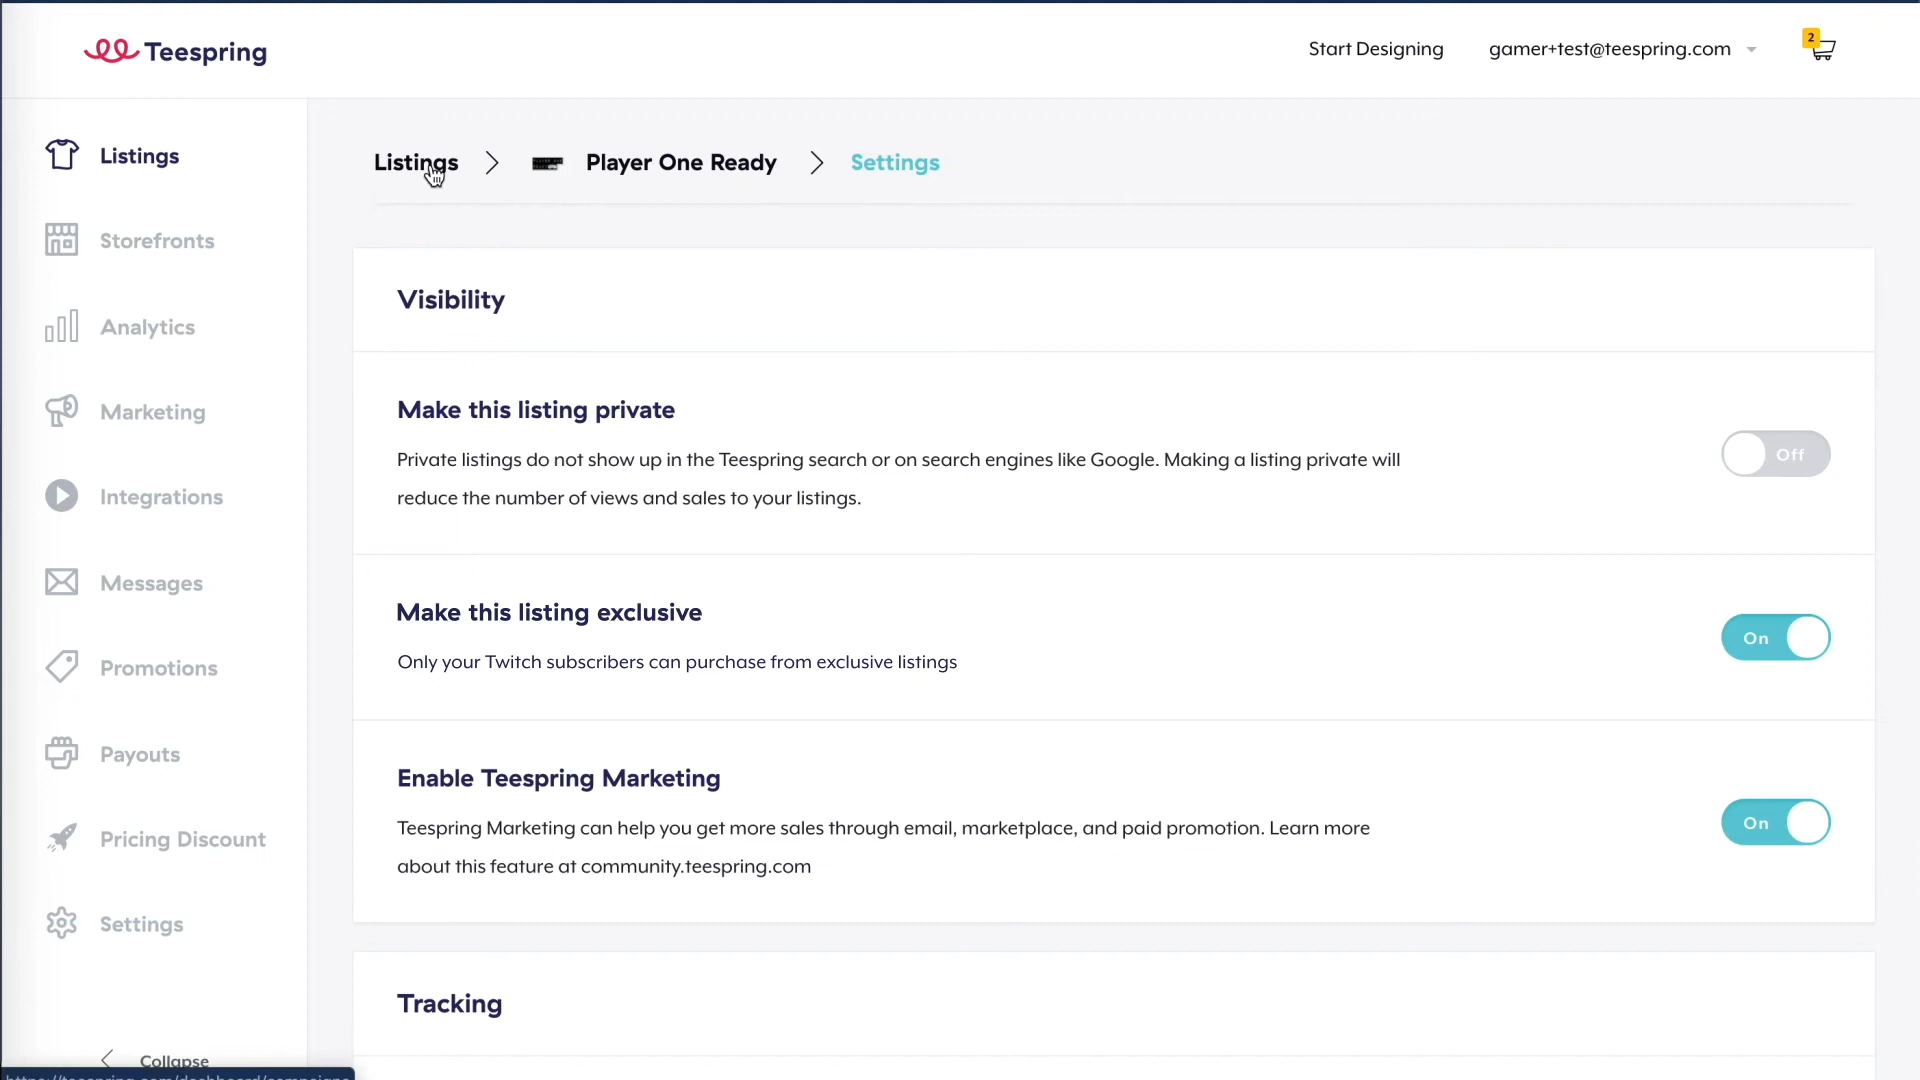 Teespring
Start Designing
gamer+test@teespring.com
2
Listings
Storefronts
Analytics
Marketing
Integrations
Messages
Promotions
Payouts
Pricing Discount
Settings
Collapse
Listings
Player One Ready
Settings
Visibility
Make this listing private
Private listings do not show up in the Teespring search or on search engines like Google. Making a listing private will
reduce the number of views and sales to your listings.
Off
Make this listing exclusive
Only your Twitch subscribers can purchase from exclusive listings
On
Enable Teespring Marketing
Teespring Marketing can help you get more sales through email, marketplace, and paid promotion. Learn more
about this feature at community.teespring.com
On
Tracking